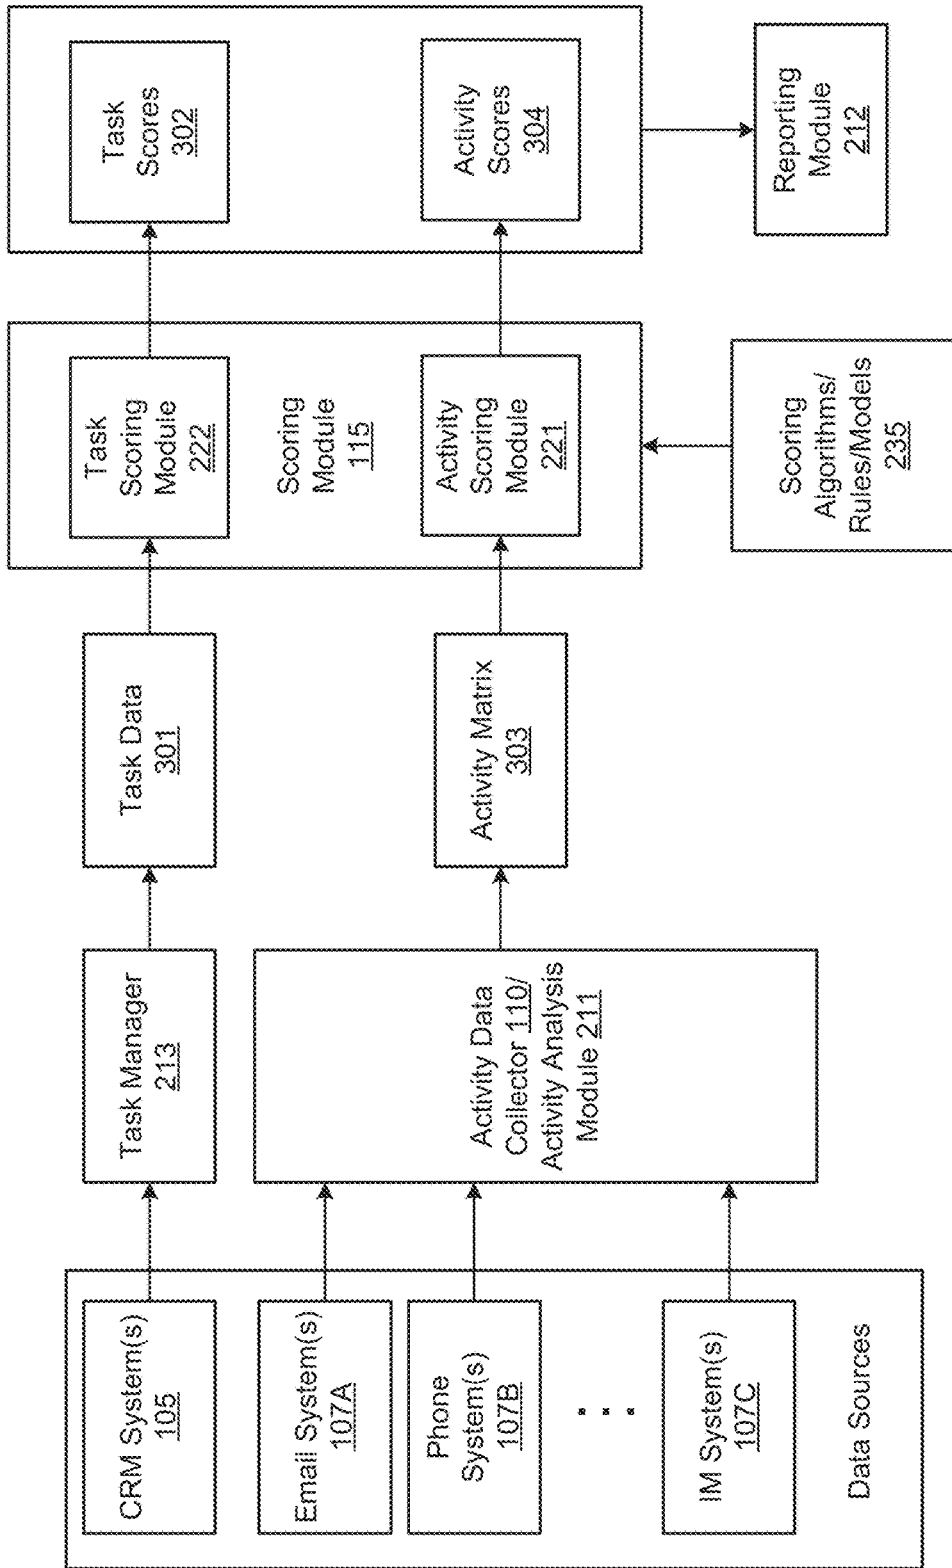 CRM System(s)
105
Email System(s)
107A
Phone
System(s)
107B
. . .
IM System(s)
107C
Data Sources
Task Manager
213
Activity Data
Collector 110/
Activity Analysis
Module 211
Task Data
301
Activity Matrix
303
Task
Scoring
Module
222
Scoring
Module
115
Activity
Scoring
Module
221
Scoring
Algorithms/
Rules/Models
235
Task
Scores
302
Activity
Scores
304
Reporting
Module
212